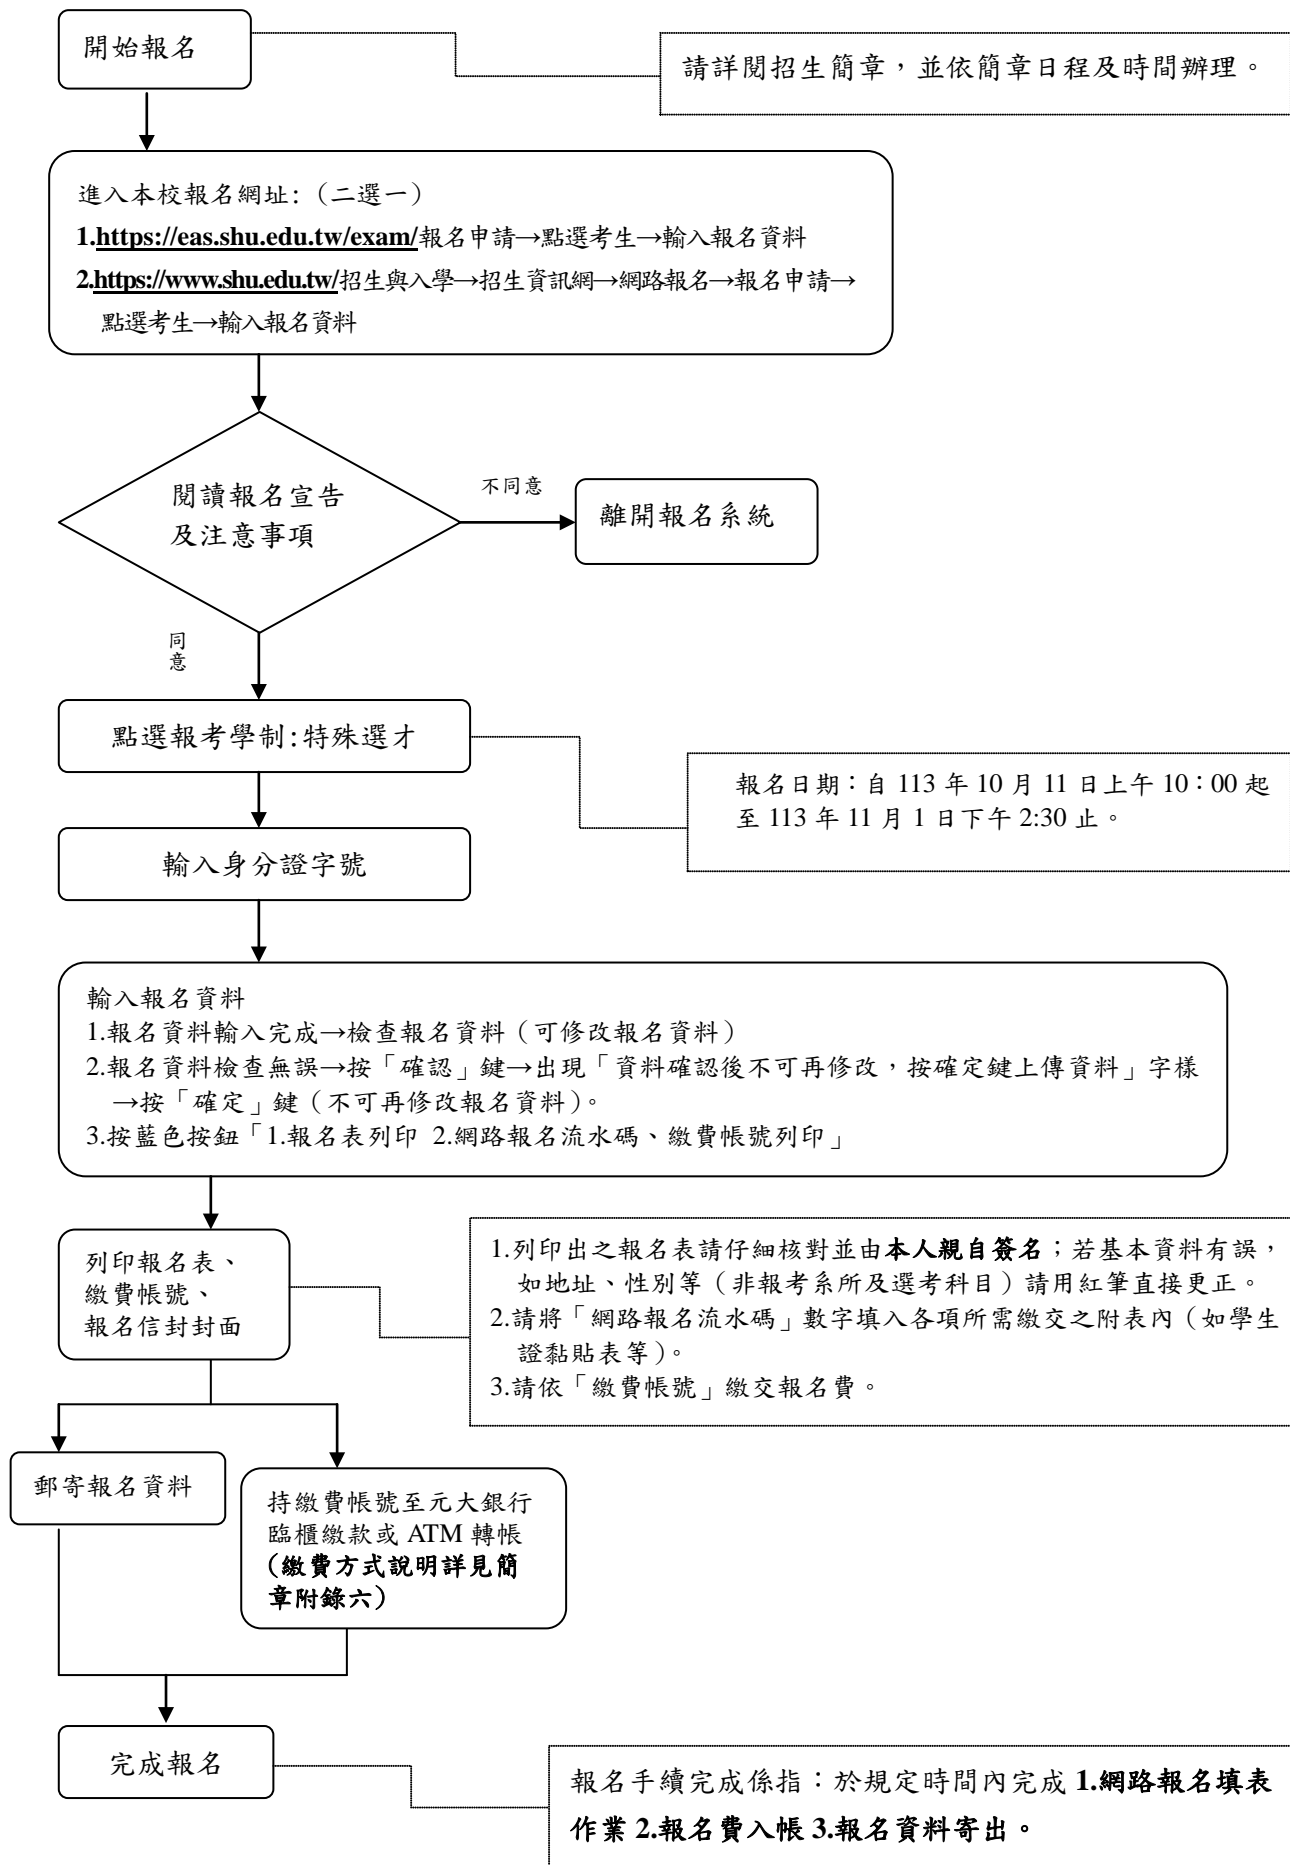 開始報名
請詳閱招生簡章，並依簡章日程及時間辦理。
進入本校報名網址:（二選一）
1.https://eas.shu.edu.tw/exam/報名申請→點選考生→輸入報名資料
2.https://www.shu.edu.tw/招生與入學→招生資訊網→網路報名→報名申請→
點選考生→輸入報名資料
閱讀報名宣告
及注意事項
不同意
離開報名系統
同
意
點選報考學制:特殊選才
報名日期：自 113 年 10 月 11 日上午 10：00 起
至 113 年 11 月 1 日下午 2:30 止。
輸入身分證字號
輸入報名資料
1.報名資料輸入完成→檢查報名資料（可修改報名資料）
2.報名資料檢查無誤→按「確認」鍵→出現「資料確認後不可再修改，按確定鍵上傳資料」字樣
→按「確定」鍵（不可再修改報名資料）。
3.按藍色按鈕「1.報名表列印 2.網路報名流水碼、繳費帳號列印」
列印報名表、
繳費帳號、
報名信封封面
1.列印出之報名表請仔細核對並由本人親自簽名；若基本資料有誤，
如地址、性別等（非報考系所及選考科目）請用紅筆直接更正。
2.請將「網路報名流水碼」數字填入各項所需繳交之附表內（如學生
證黏貼表等）。
3.請依「繳費帳號」繳交報名費。
郵寄報名資料
持繳費帳號至元大銀行
臨櫃繳款或 ATM 轉帳
（繳費方式說明詳見簡
章附錄六）
完成報名
報名手續完成係指：於規定時間內完成 1.網路報名填表
作業 2.報名費入帳 3.報名資料寄出。